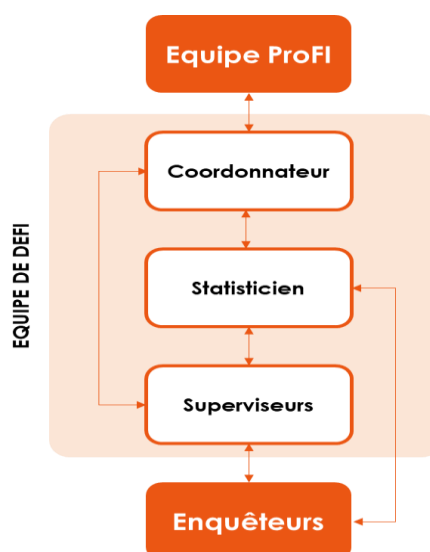 Equipe ProFI
EQUIPE DE DEFI
Coordonnateur
Statisticien
Superviseurs
Enquêteurs